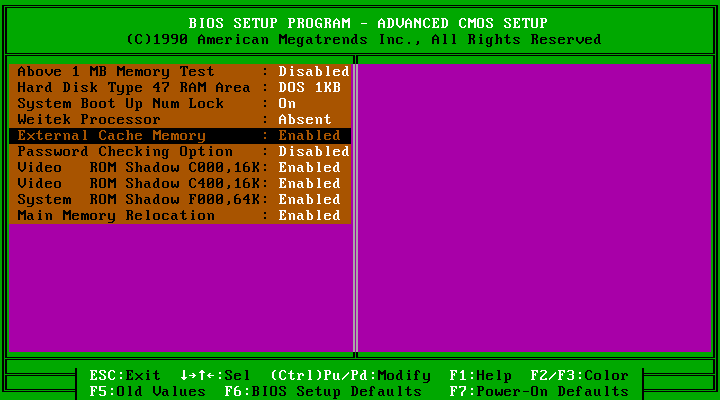 BIOS SETUP PROGRAM - ADVANCED CMOS SETUP
(C)1990 American Megatrends Inc., All Rights Reserved
Above 1 MB Memory Test : Disabled
Hard Disk Type 47 RAM Area : DOS 1KB
System Boot Up Num Lock : On
Weitek Processor : Absent
External Cache Memory : Enabled
Password Checking Option : Disabled
Video ROM Shadow C000,16K: Enabled
Video ROM Shadow C400,16K: Enabled
System ROM Shadow F000,64K: Enabled
Main Memory Relocation : Enabled
ESC:Exit ↓→↑←:Sel (Ctrl)Pu/Pd:Modify F1:Help F2/F3:Color
F5:Old Values F6:BIOS Setup Defaults F7:Power-On Defaults